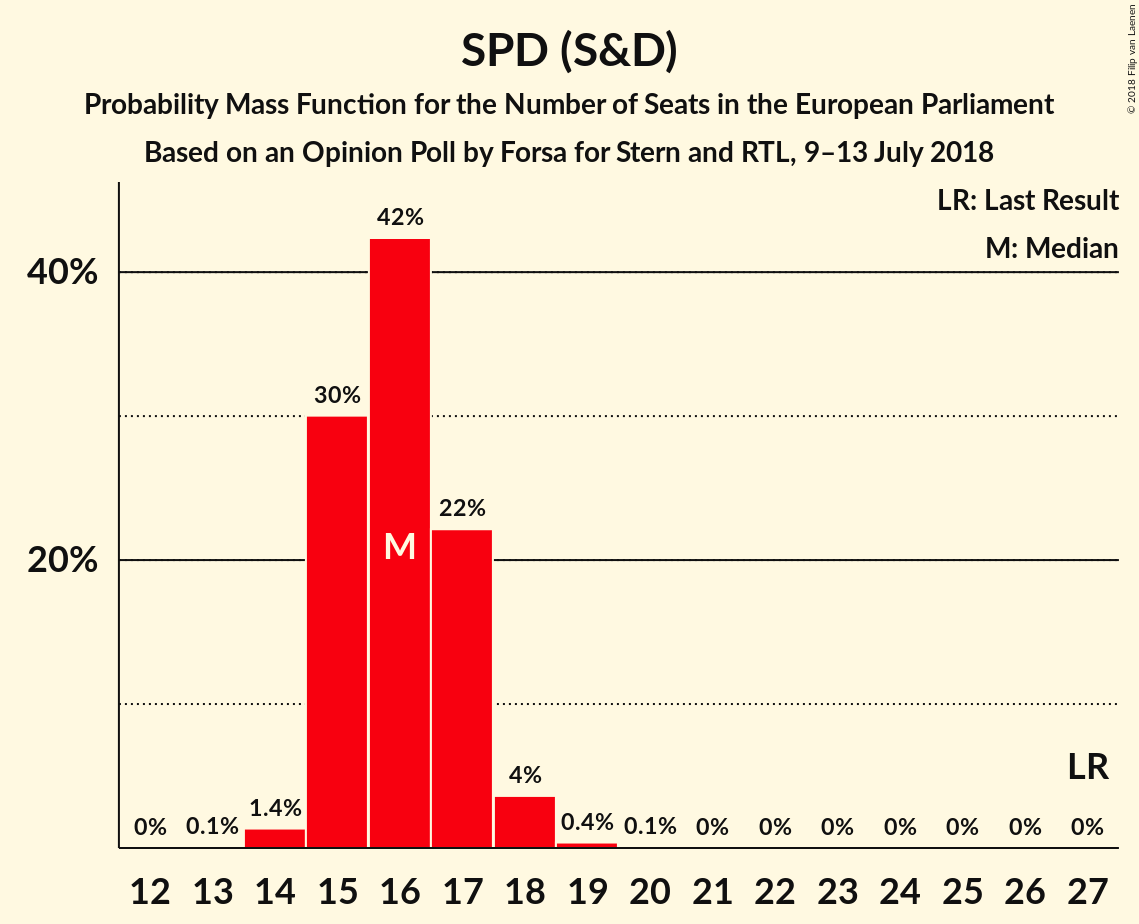 SPD (S&D)
Probability Mass Function for the Number of Seats in the European Parliament
Based on an Opinion Poll by Forsa for Stern and RTL, 9–13 July 2018
© 2018 Filip van Laenen
LR: Last Result
M: Median
40%
20%
0%
0.1%
1.4%
30%
42%
M
22%
4%
0.4%
0.1%
0%
0%
0%
0%
0%
0%
0%
LR
12 13 14 15 16 17 18 19 20 21 22 23 24 25 26 27